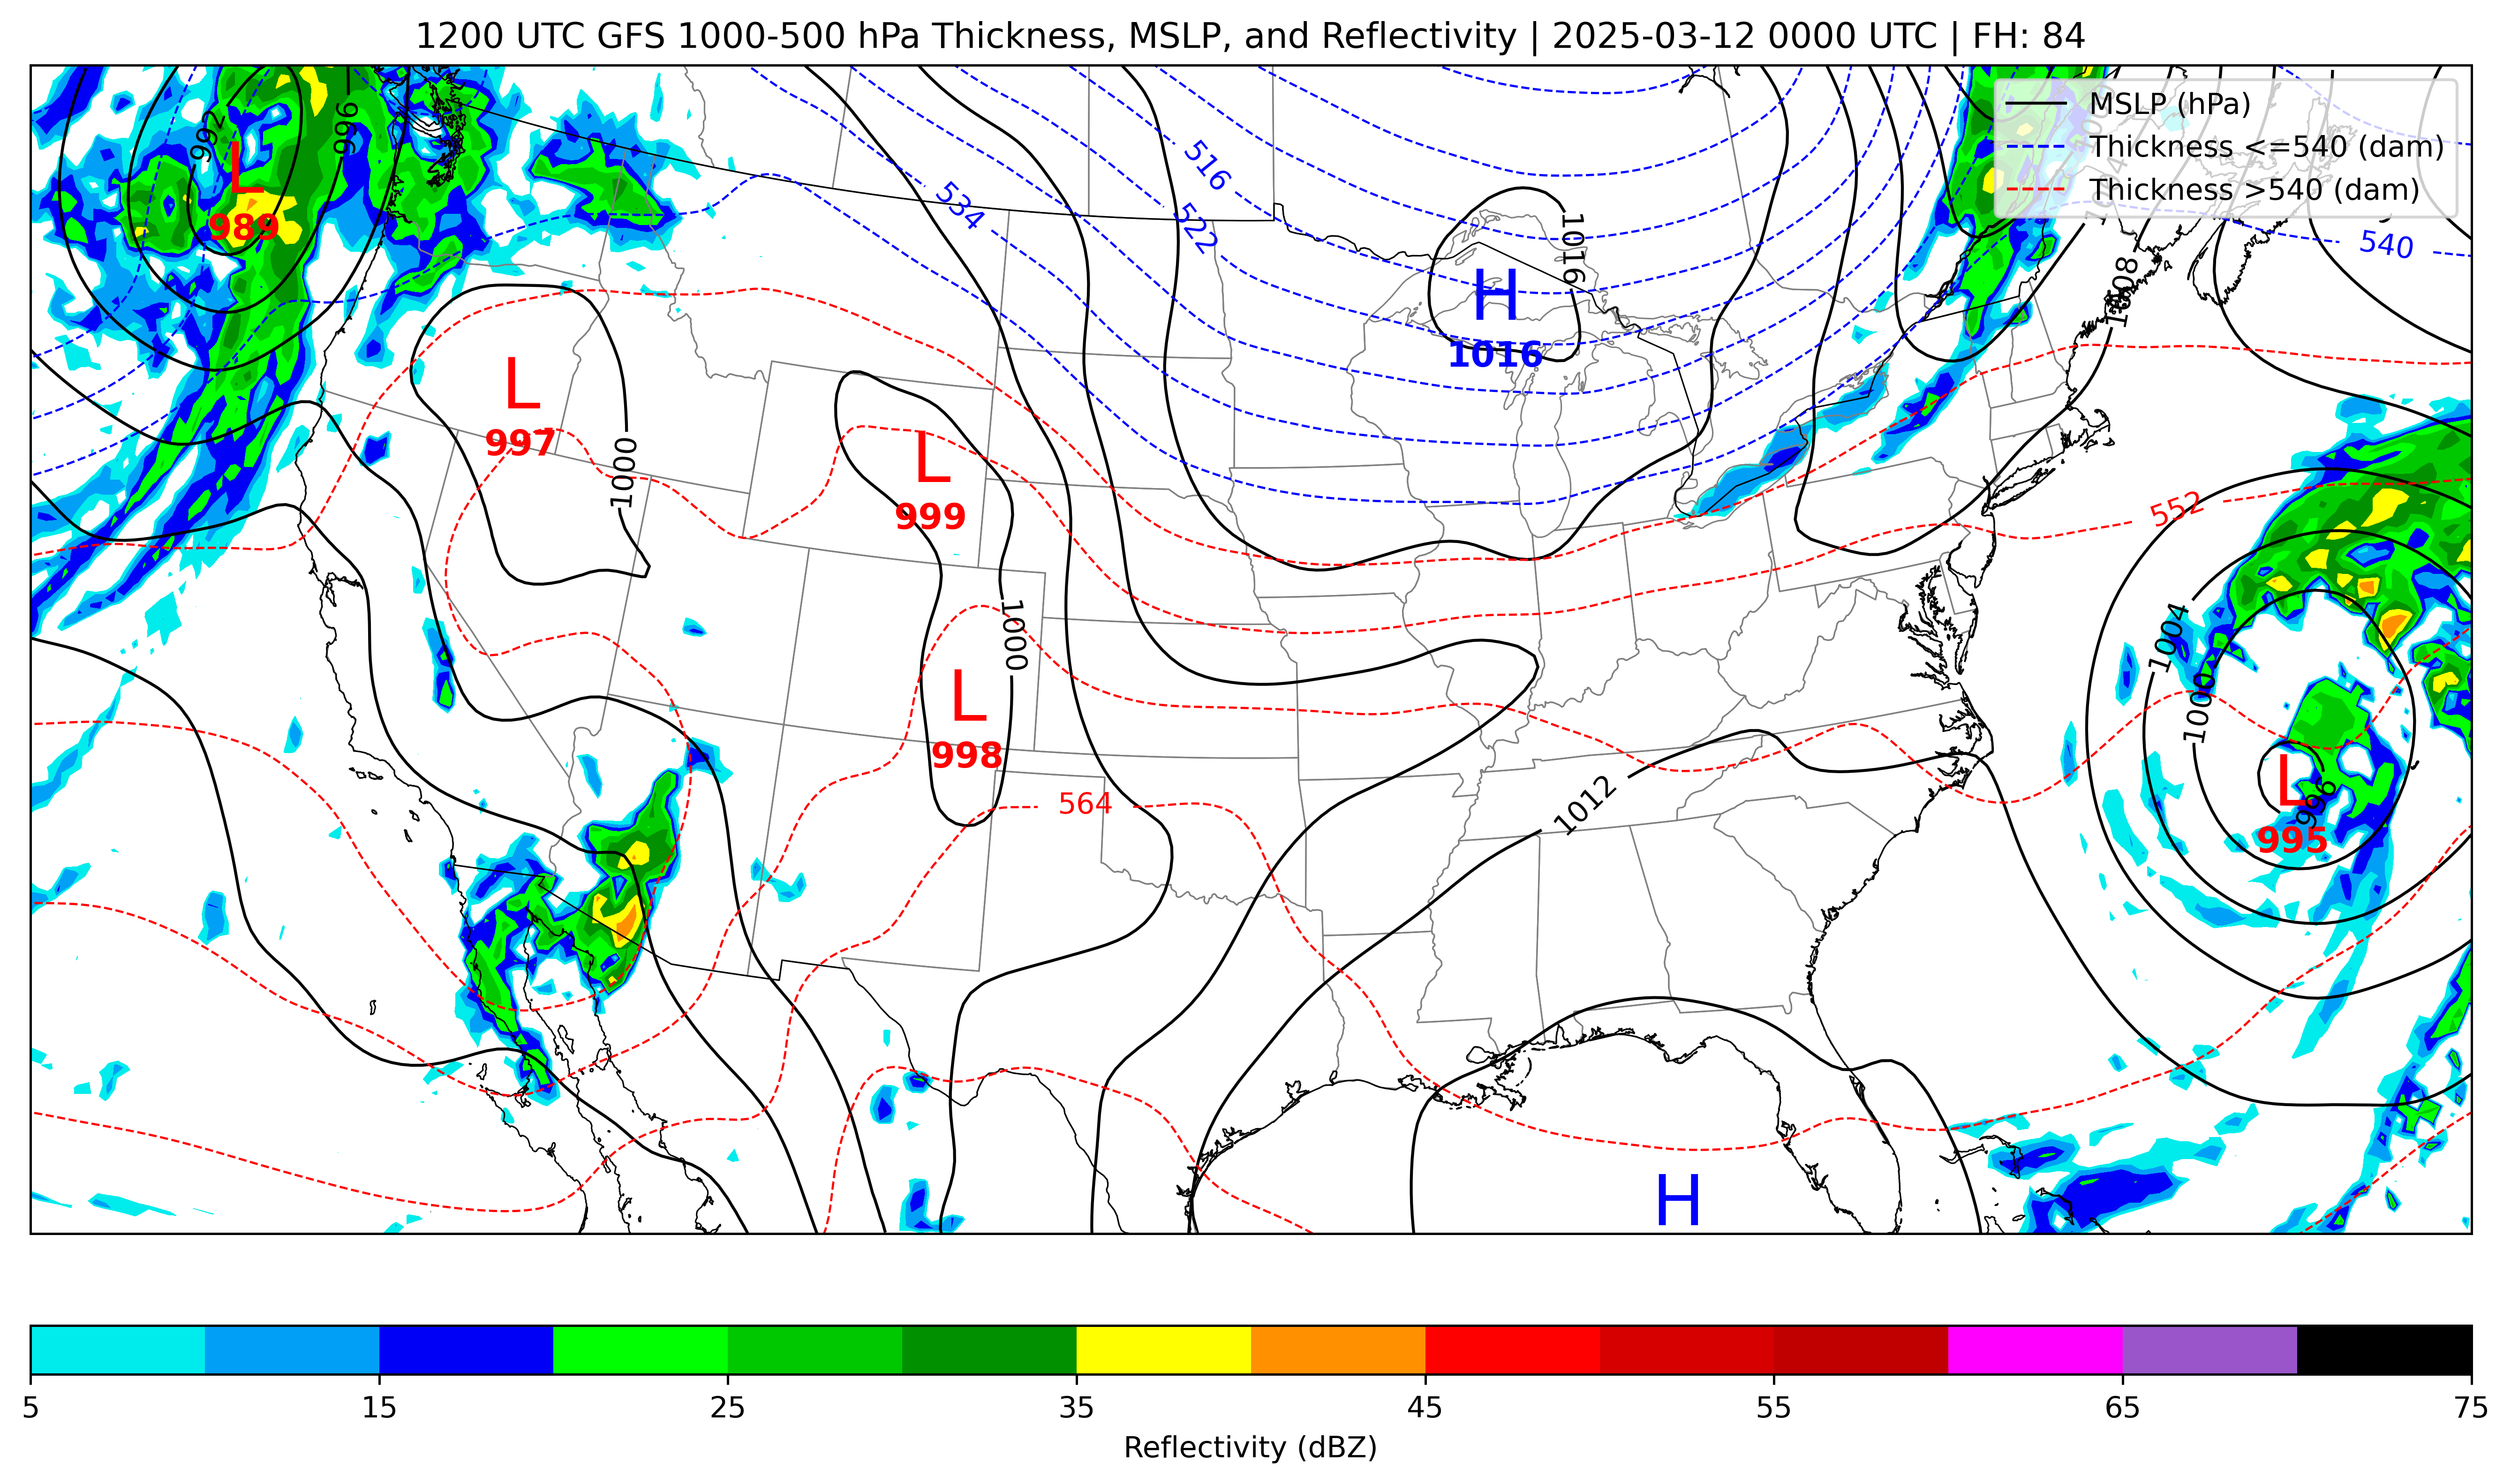 1200 UTC GFS 1000-500 hPa Thickness, MSLP, and Reflectivity | 2025-03-12 0000 UTC | FH: 84
MSLP (hPa)
Thickness <=540 (dam)
Thickness >540 (dam)
992
996
L
989
516
534
522
1016
H
1016
540
1008
L
997
1000
L
999
552
1000
1004
1000
L
998
564
1012
L
996
995
H
5 15 25 35 45 55 65 75
Reflectivity (dBZ)